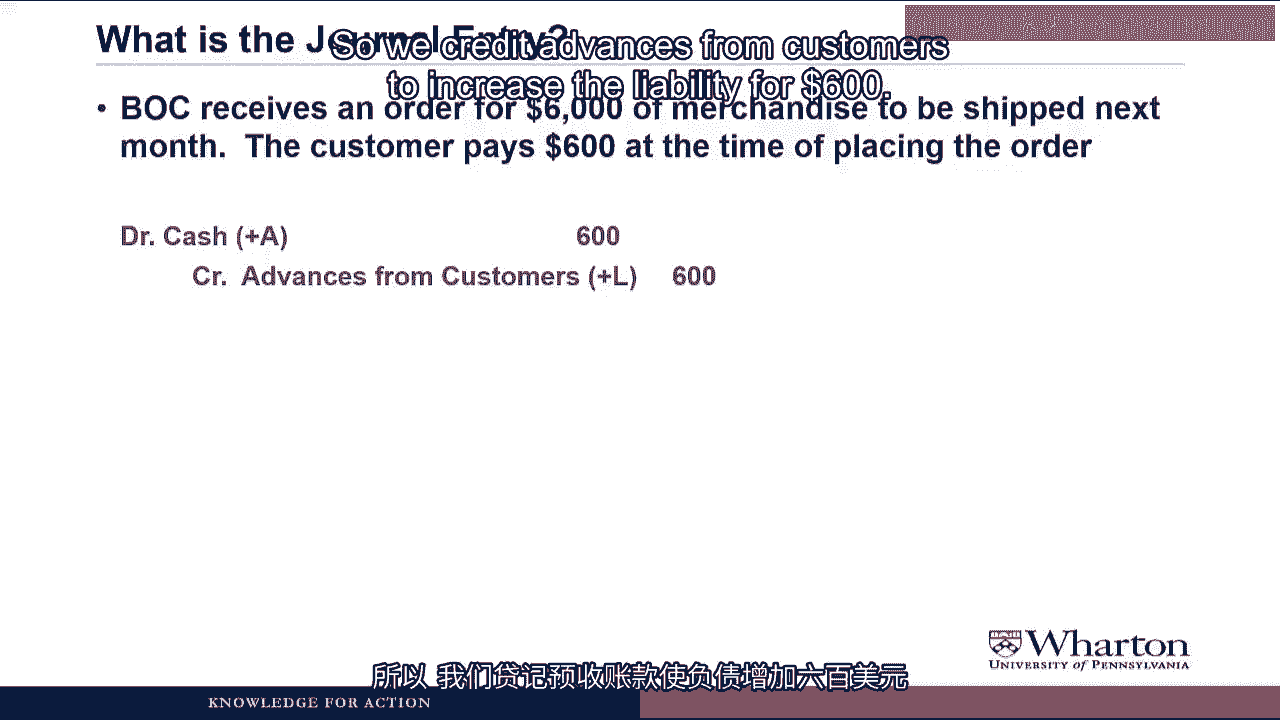 What is the Journal Entry?
So we credit advances from customers
to increase the liability for $600.
• BOC receives an order for $6,000 of merchandise to be shipped next
month. The customer pays $600 at the time of placing the order
Dr. Cash (+A) 600
Cr. Advances from Customers (+L) 600
Wharton
UNIVERSITY of PENNSYLVANIA
所以 我们贷记预收账款使负债增加六百美元
KNOWLEDGE FOR ACTION